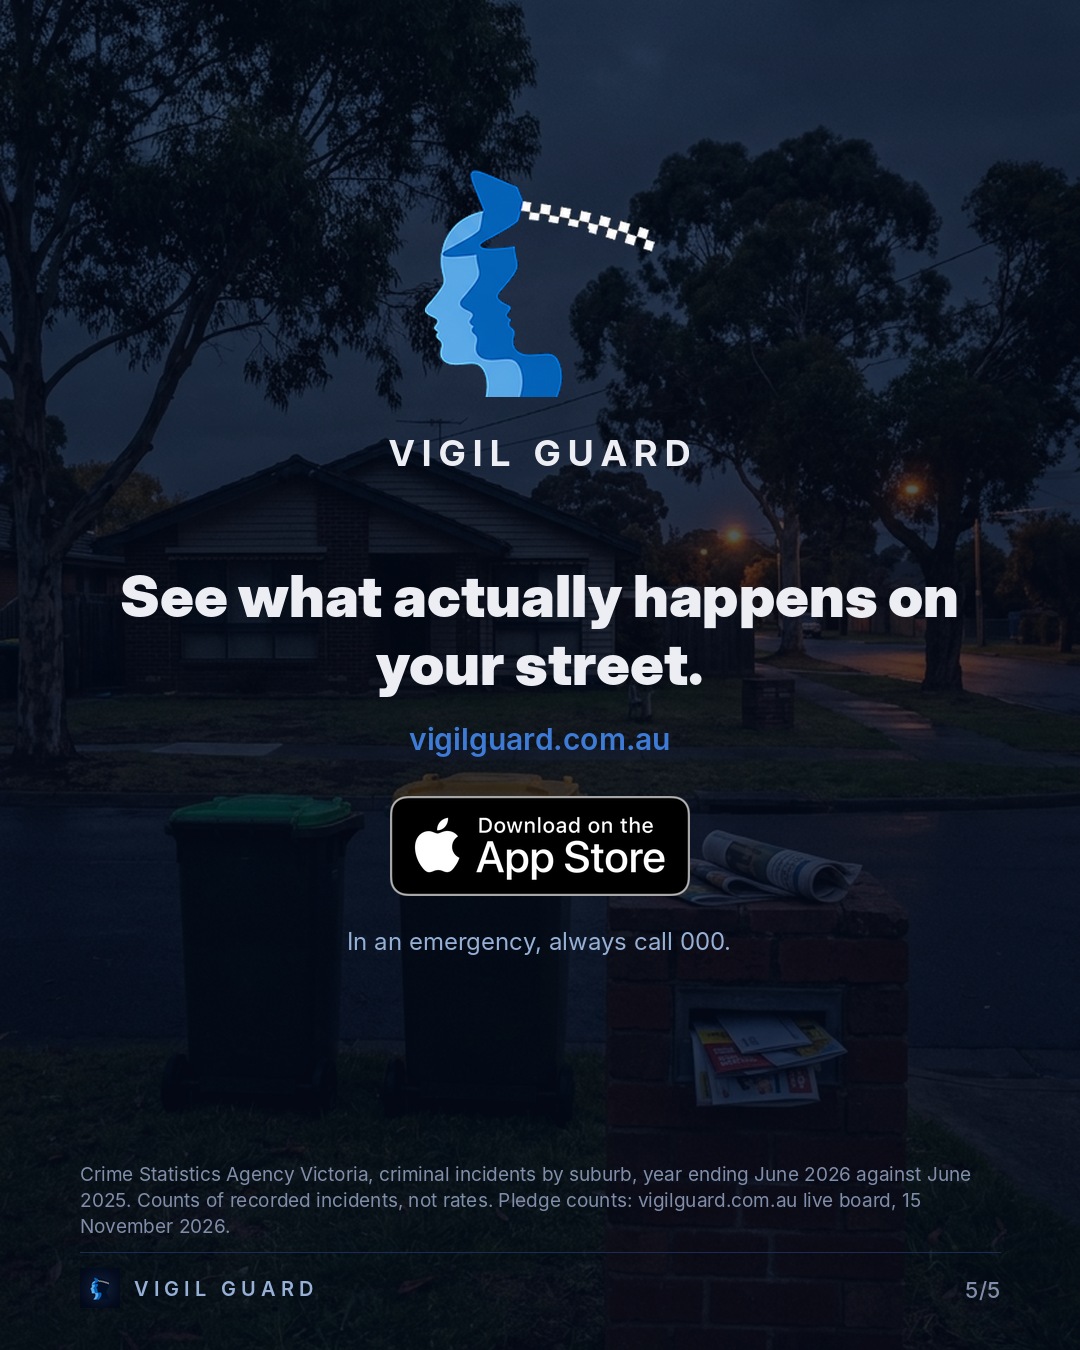 VIGIL GUARD
See what actually happens on
your street.
vigilguard.com.au
Download on the
App Store
In an emergency, always call 000.
Crime Statistics Agency Victoria, criminal incidents by suburb, year ending June 2026 against June
2025. Counts of recorded incidents, not rates. Pledge counts: vigilguard.com.au live board, 15
November 2026.
VIGIL GUARD
5/5